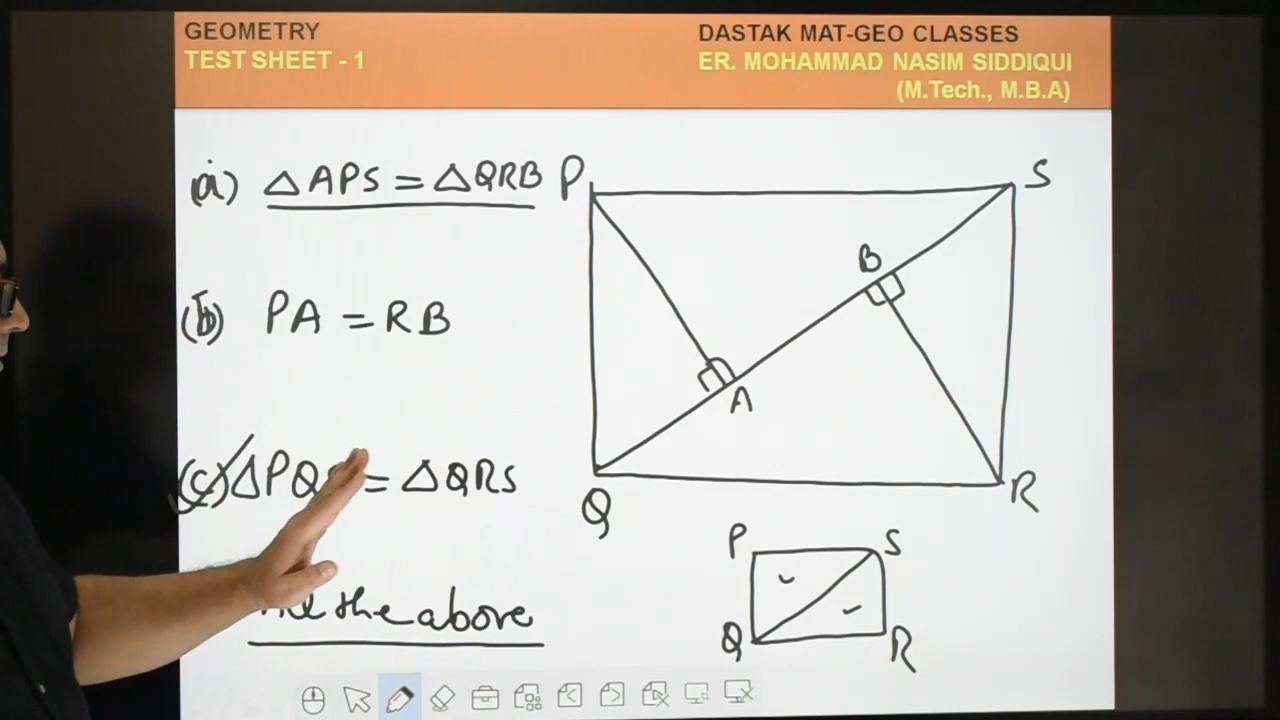 GEOMETRY
TEST SHEET - 1
DASTAK MAT-GEO CLASSES
ER. MOHAMMAD NASIM SIDDIQUI
(M.Tech., M.B.A)
(a) △APS = △QRB
(b) PA = RB
(c) △PQ = △QRS
the above
P
S
B
A
Q
R
P
S
Q
R